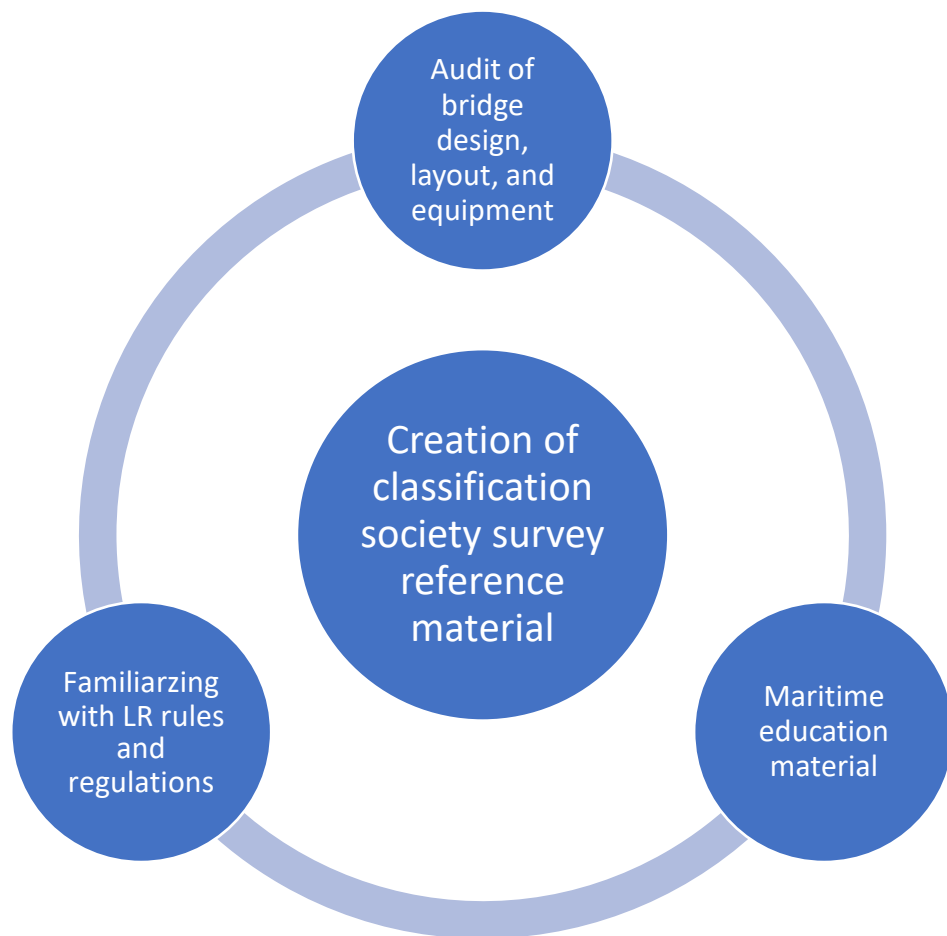 Audit of
bridge
design,
layout, and
equipment
Creation of
classification
society survey
reference
material
Familiarzing
with LR rules
and
regulations
Maritime
education
material